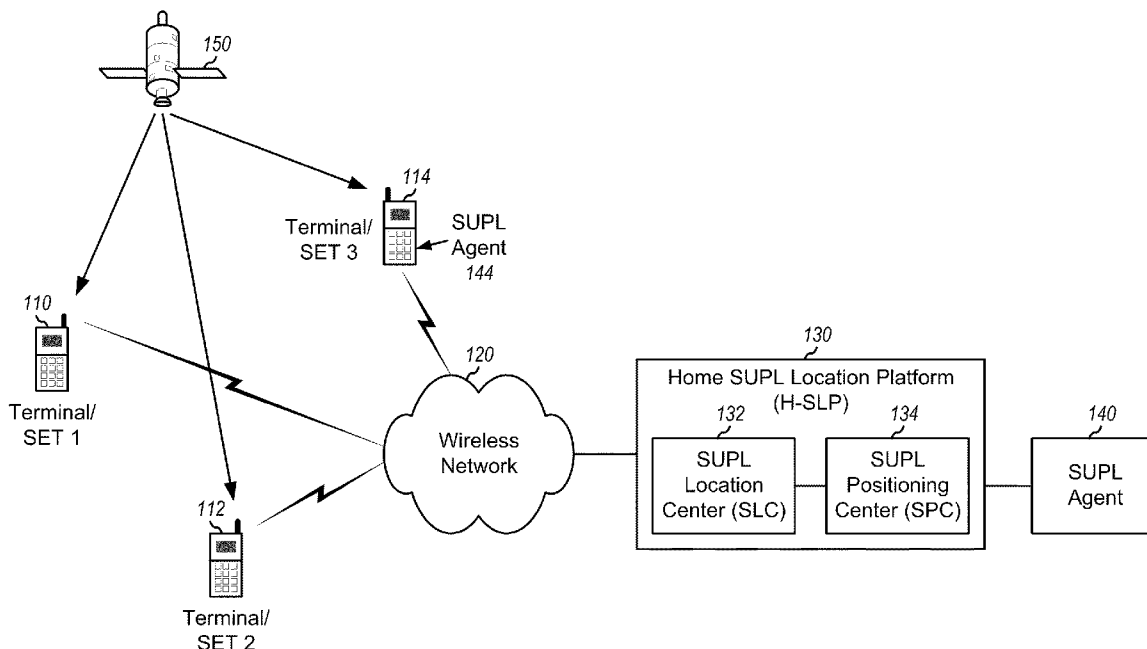 150
114
Terminal/
SET 3
SUPL
Agent
144
110
Terminal/
SET 1
120
Wireless
Network
112
Terminal/
SET 2
130
Home SUPL Location Platform
(H-SLP)
132
SUPL
Location
Center (SLC)
134
SUPL
Positioning
Center (SPC)
140
SUPL
Agent